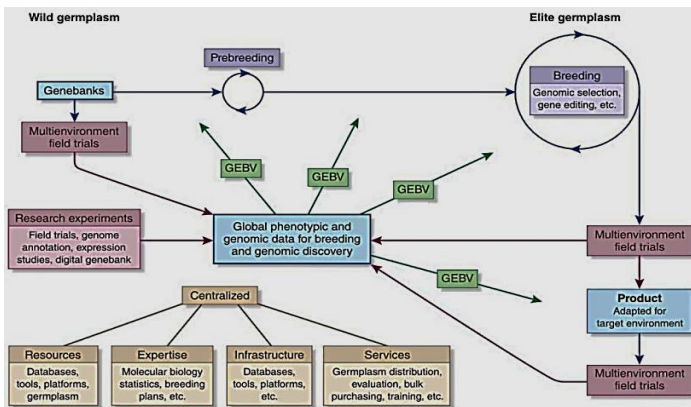 Wild germplasm
Elite germplasm
Prebreeding
Genebanks
Breeding
Genomic selection,
gene editing, etc.
Multienvironment
field trials
GEBV
GEBV
GEBV
Research experiments
Field trials, genome
annotation, expression
studies, digital genebank
Global phenotypic and
genomic data for breeding
and genomic discovery
Multienvironment
field trials
GEBV
Product
Adapted for
target environment
Centralized
Resources
Databases,
tools, platforms,
germplasm
Expertise
Molecular biology
statistics, breeding
plans, etc.
Infrastructure
Databases,
tools, platforms,
etc.
Services
Germplasm distribution,
evaluation, bulk
purchasing, training, etc.
Multienvironment
field trials